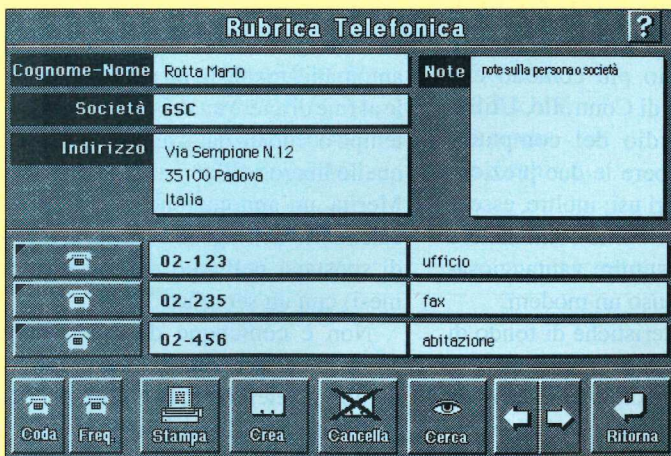 Rubrica Telefonica ?
Cognome-Nome Rotta Mario
Società GSC
Indirizzo Via Sempione N.12
35100 Padova
Italia
Note note sulla persona o società
02-123 ufficio
02-235 fax
02-456 abitazione
Coda Freq. Stampa Crea Cancella Cerca Ritorna